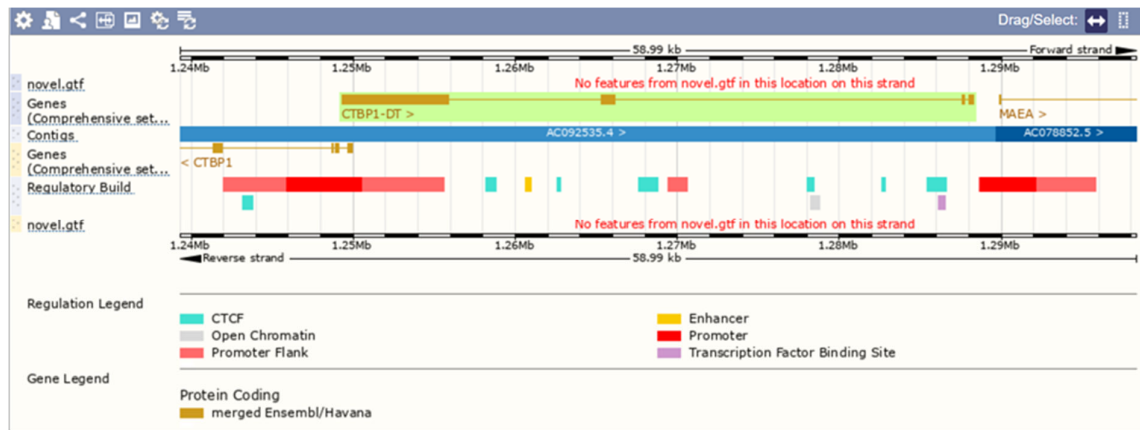 Drag/Select:
58.99 kb Forward strand
1.24Mb 1.25Mb 1.26Mb 1.27Mb 1.28Mb 1.29Mb
novel.gtf No features from novel.gtf in this location on this strand
Genes
(Comprehensive set...
CTBP1-DT > MAEA >
Contigs AC092535.4 > AC078852.5 >
Genes
(Comprehensive set...
< CTBP1
Regulatory Build
novel.gtf No features from novel.gtf in this location on this strand
1.24Mb 1.25Mb 1.26Mb 1.27Mb 1.28Mb 1.29Mb
Reverse strand 58.99 kb
Regulation Legend
CTCF Enhancer
Open Chromatin Promoter
Promoter Flank Transcription Factor Binding Site
Gene Legend
Protein Coding
merged Ensembl/Havana